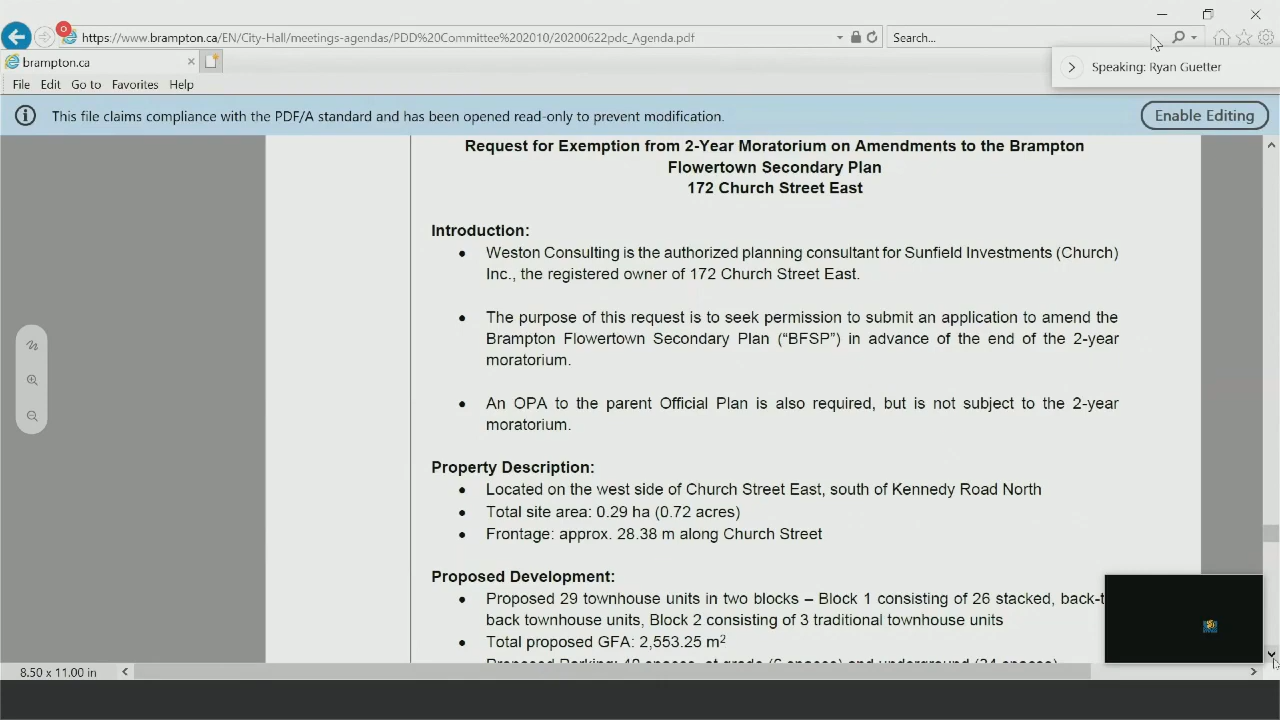 https://www.brampton.ca/EN/City-Hall/meetings-agendas/PDD%20Committee%202010/20200622pdc_Agenda.pdf
Search...
brampton.ca
Speaking: Ryan Guetter
File Edit Go to Favorites Help
This file claims compliance with the PDF/A standard and has been opened read-only to prevent modification.
Enable Editing
Request for Exemption from 2-Year Moratorium on Amendments to the Brampton
Flowertown Secondary Plan
172 Church Street East
Introduction:
• Weston Consulting is the authorized planning consultant for Sunfield Investments (Church)
Inc., the registered owner of 172 Church Street East.
• The purpose of this request is to seek permission to submit an application to amend the
Brampton Flowertown Secondary Plan (“BFSP”) in advance of the end of the 2-year
moratorium.
• An OPA to the parent Official Plan is also required, but is not subject to the 2-year
moratorium.
Property Description:
• Located on the west side of Church Street East, south of Kennedy Road North
• Total site area: 0.29 ha (0.72 acres)
• Frontage: approx. 28.38 m along Church Street
Proposed Development:
• Proposed 29 townhouse units in two blocks – Block 1 consisting of 26 stacked, back-t
back townhouse units, Block 2 consisting of 3 traditional townhouse units
• Total proposed GFA: 2,553.25 m²
8.50 x 11.00 in